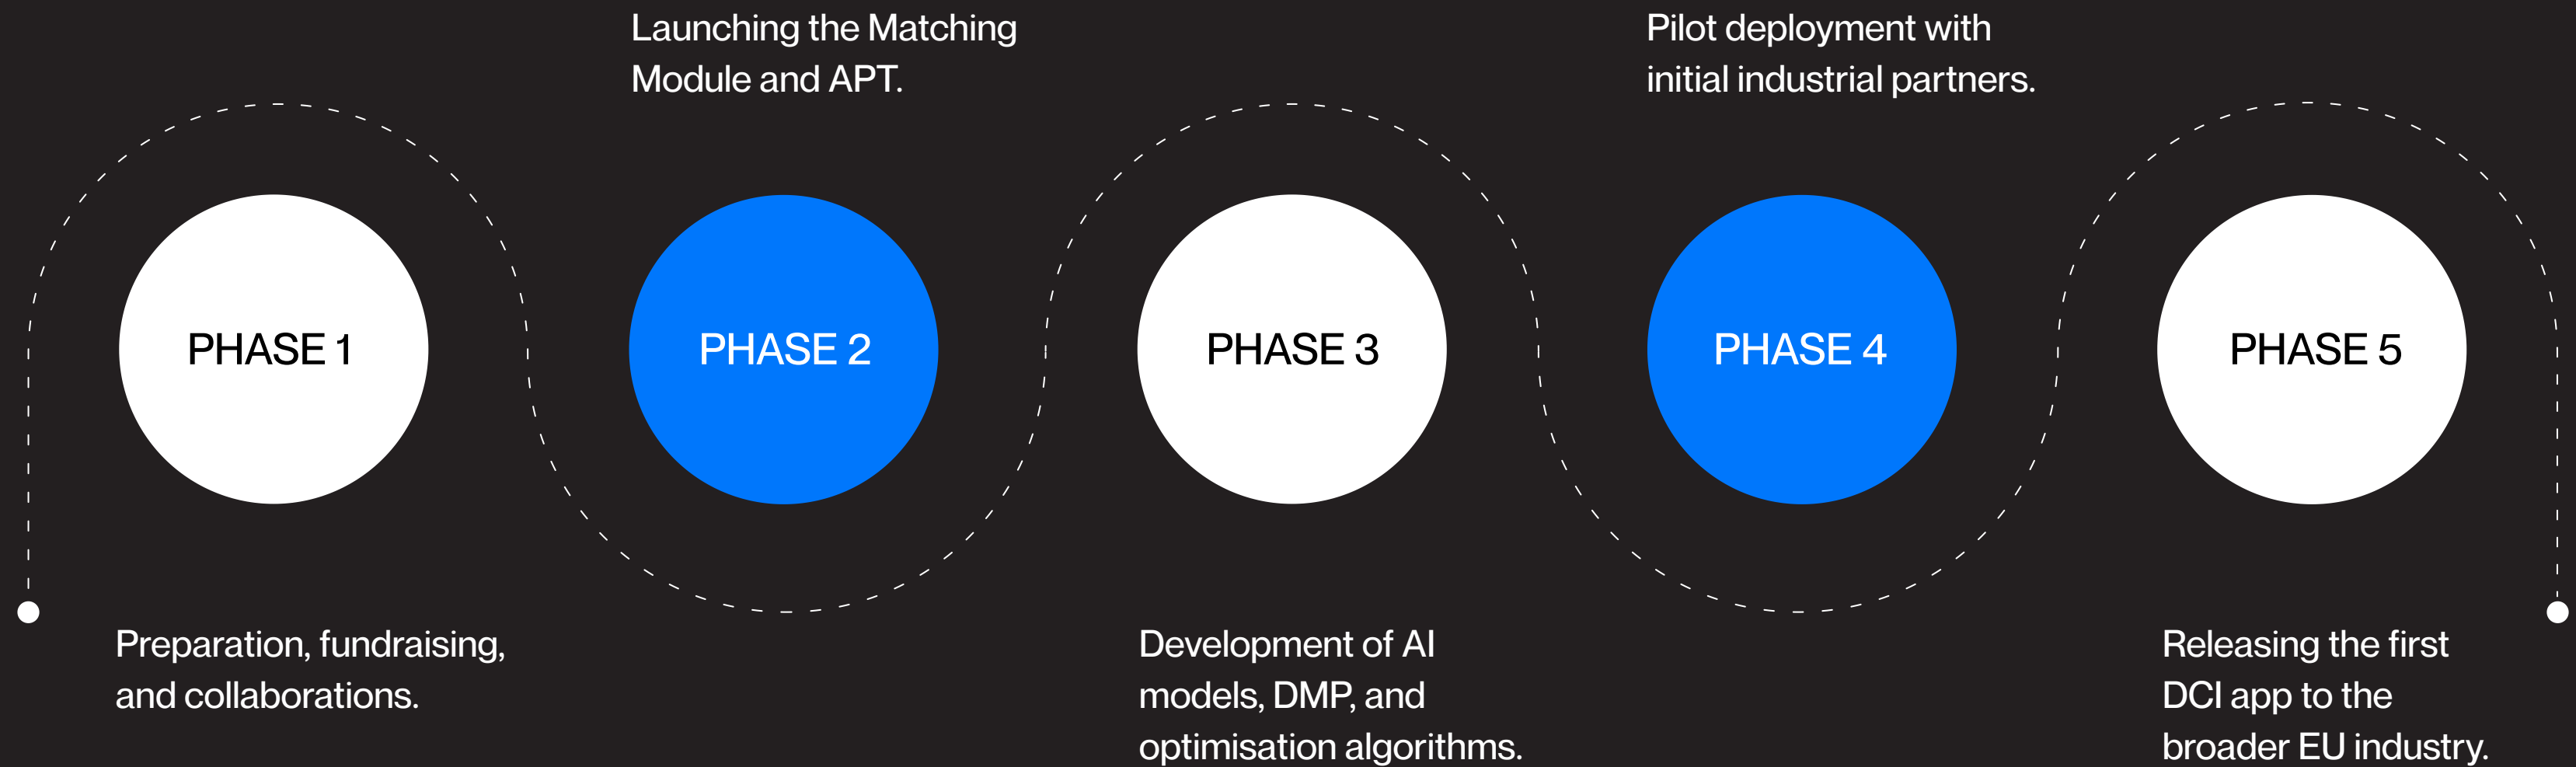 PHASE 1
Preparation, fundraising,
and collaborations.
Launching the Matching
Module and APT.
PHASE 2
PHASE 3
Development of AI
models, DMP, and
optimisation algorithms.
Pilot deployment with
initial industrial partners.
PHASE 4
PHASE 5
Releasing the first
DCI app to the
broader EU industry.